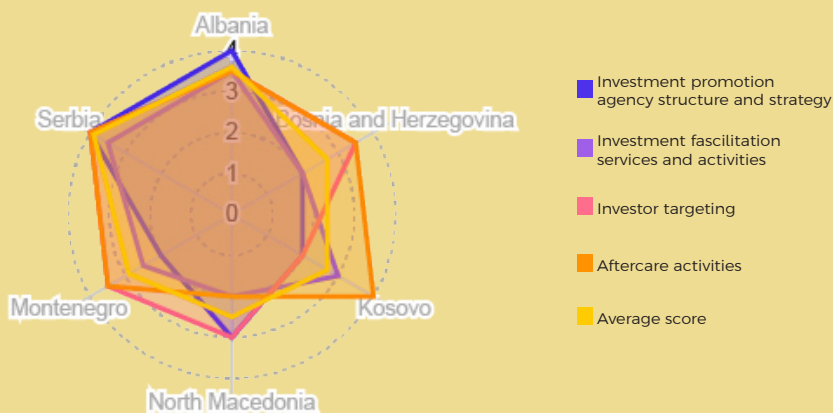 Albania
4
3
2
1
0
Serbia
Bosnia and Herzegovina
Montenegro
Kosovo
North Macedonia
Investment promotion
agency structure and strategy
Investment fascilitation
services and activities
Investor targeting
Aftercare activities
Average score